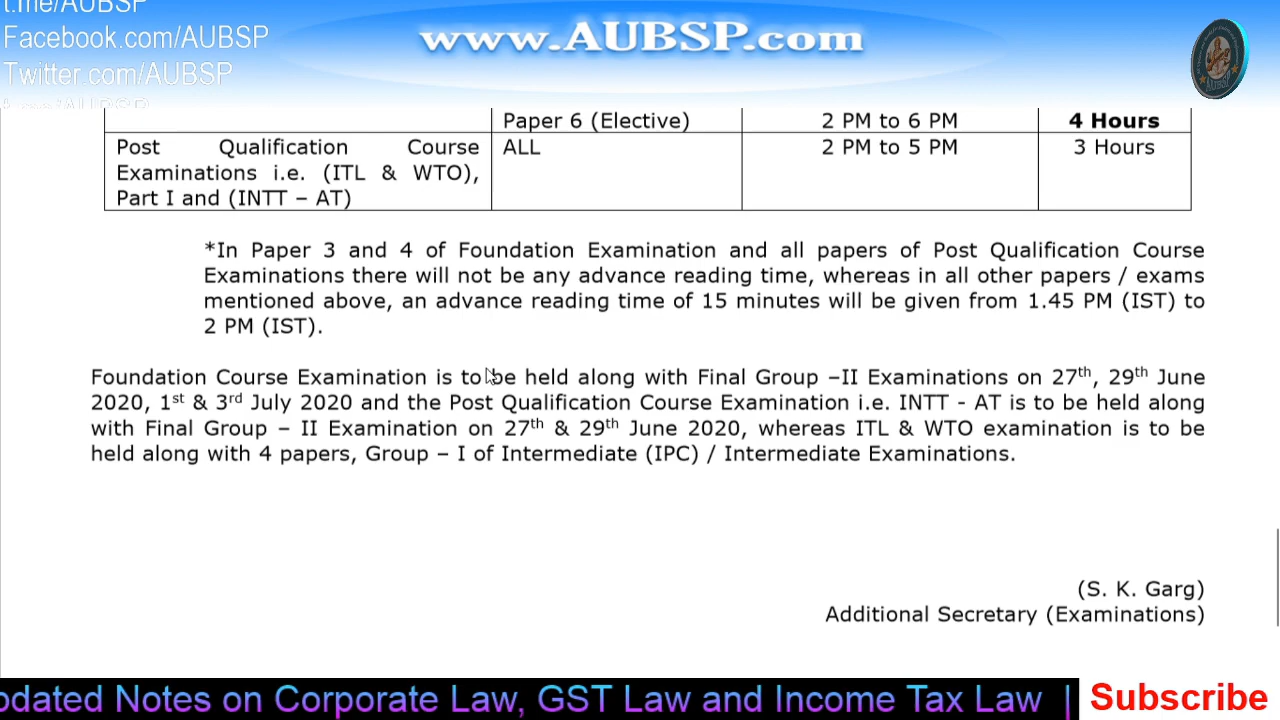 t.me/AUBSP
Facebook.com/AUBSP
www.AUBSP.com
Twitter.com/AUBSP
AUBSP
Paper 6 (Elective) 2 PM to 6 PM 4 Hours
Post Qualification Course ALL 2 PM to 5 PM 3 Hours
Examinations i.e. (ITL & WTO),
Part I and (INTT – AT)
*In Paper 3 and 4 of Foundation Examination and all papers of Post Qualification Course
Examinations there will not be any advance reading time, whereas in all other papers / exams
mentioned above, an advance reading time of 15 minutes will be given from 1.45 PM (IST) to
2 PM (IST).
Foundation Course Examination is to be held along with Final Group –II Examinations on 27th, 29th June
2020, 1st & 3rd July 2020 and the Post Qualification Course Examination i.e. INTT - AT is to be held along
with Final Group – II Examination on 27th & 29th June 2020, whereas ITL & WTO examination is to be
held along with 4 papers, Group – I of Intermediate (IPC) / Intermediate Examinations.
(S. K. Garg)
Additional Secretary (Examinations)
pdated Notes on Corporate Law, GST Law and Income Tax Law |
Subscribe